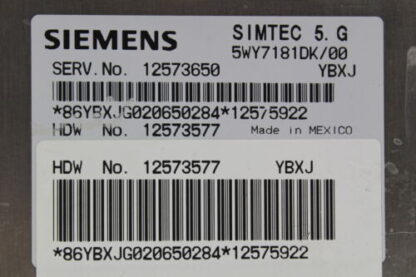 SIEMENS SIMTEC 5. G
5WY7181DK/00
SERV. No. 12573650 YBXJ
*86YBXJG020650284*12575922
HDW No. 12573577 Made in MEXICO
HDW No. 12573577 YBXJ
*86YBXJG020650284*12575922